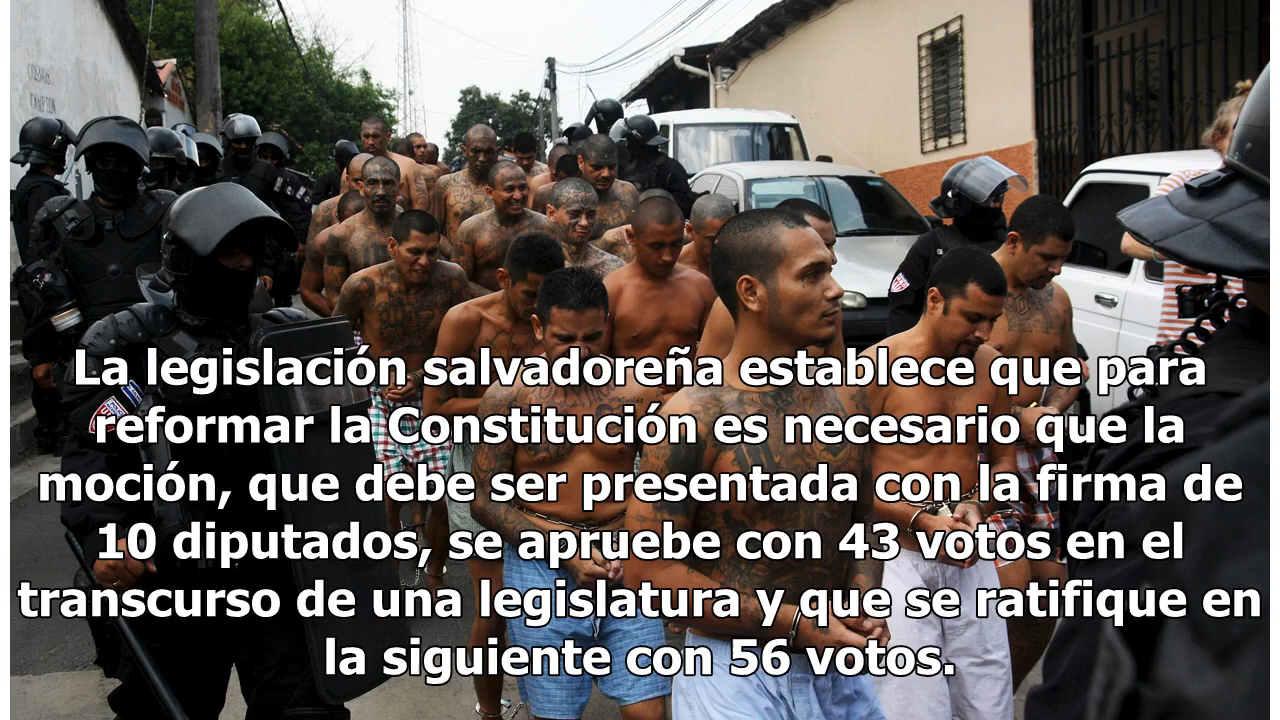 La legislación salvadoreña establece que para
reformar la Constitución es necesario que la
moción, que debe ser presentada con la firma de
10 diputados, se apruebe con 43 votos en el
transcurso de una legislatura y que se ratifique en
la siguiente con 56 votos.